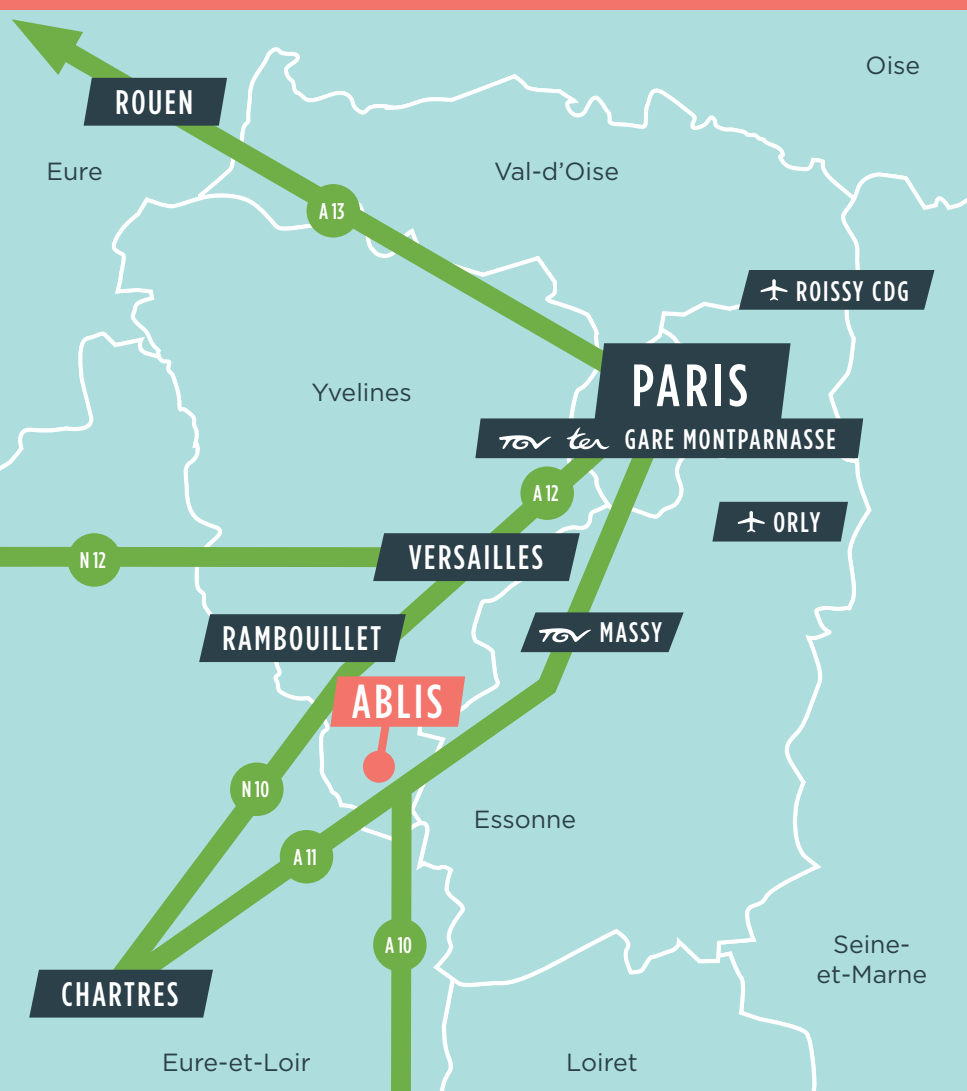 Oise
ROUEN
Eure
Val-d'Oise
A 13
ROISSY CDG
PARIS
Yvelines
TGV ter GARE MONTPARNASSE
A 12
ORLY
N 12
VERSAILLES
RAMBOUILLET
TGV MASSY
ABLIS
N 10
Essonne
A 11
A 10
Seine-
et-Marne
CHARTRES
Eure-et-Loir
Loiret